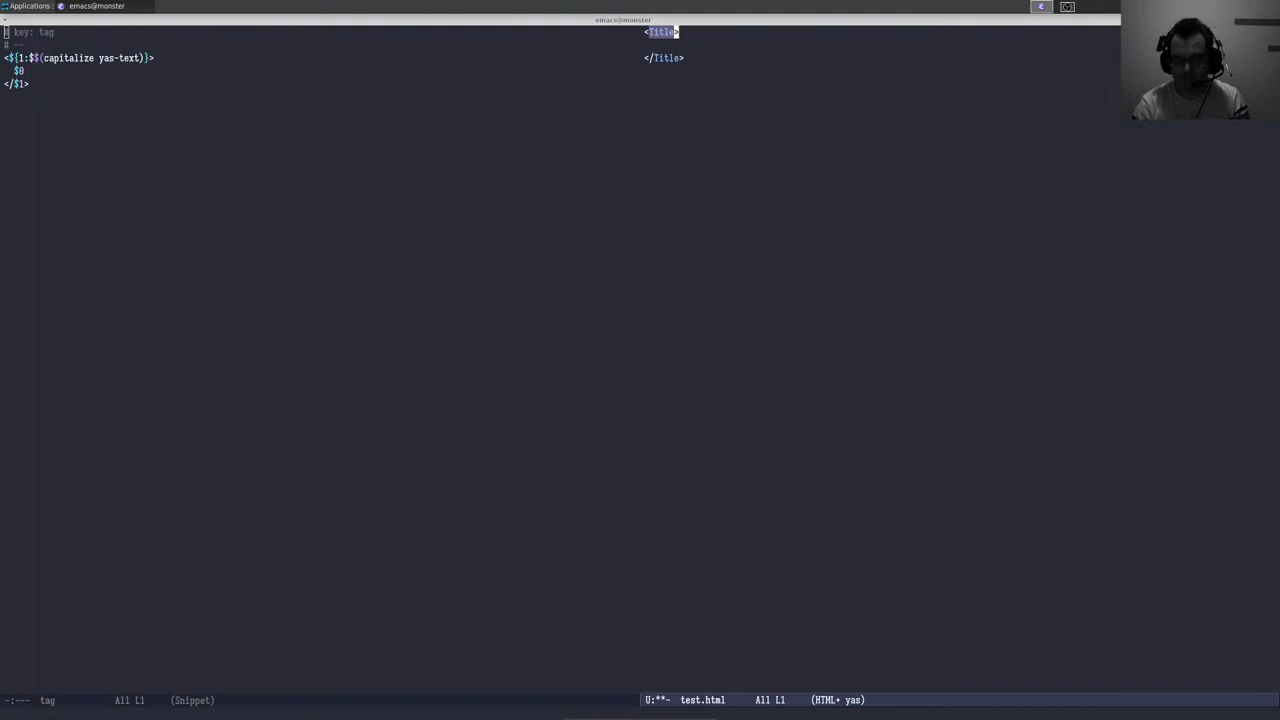 Applications
emacs@monster
emacs@monster
# key: tag
# --
<${1:$$(capitalize yas-text)}>
  $0
</$1>
<Title>
</Title>
-:---  tag            All L1     (Snippet)
U:**-  test.html      All L1     (HTML+ yas)